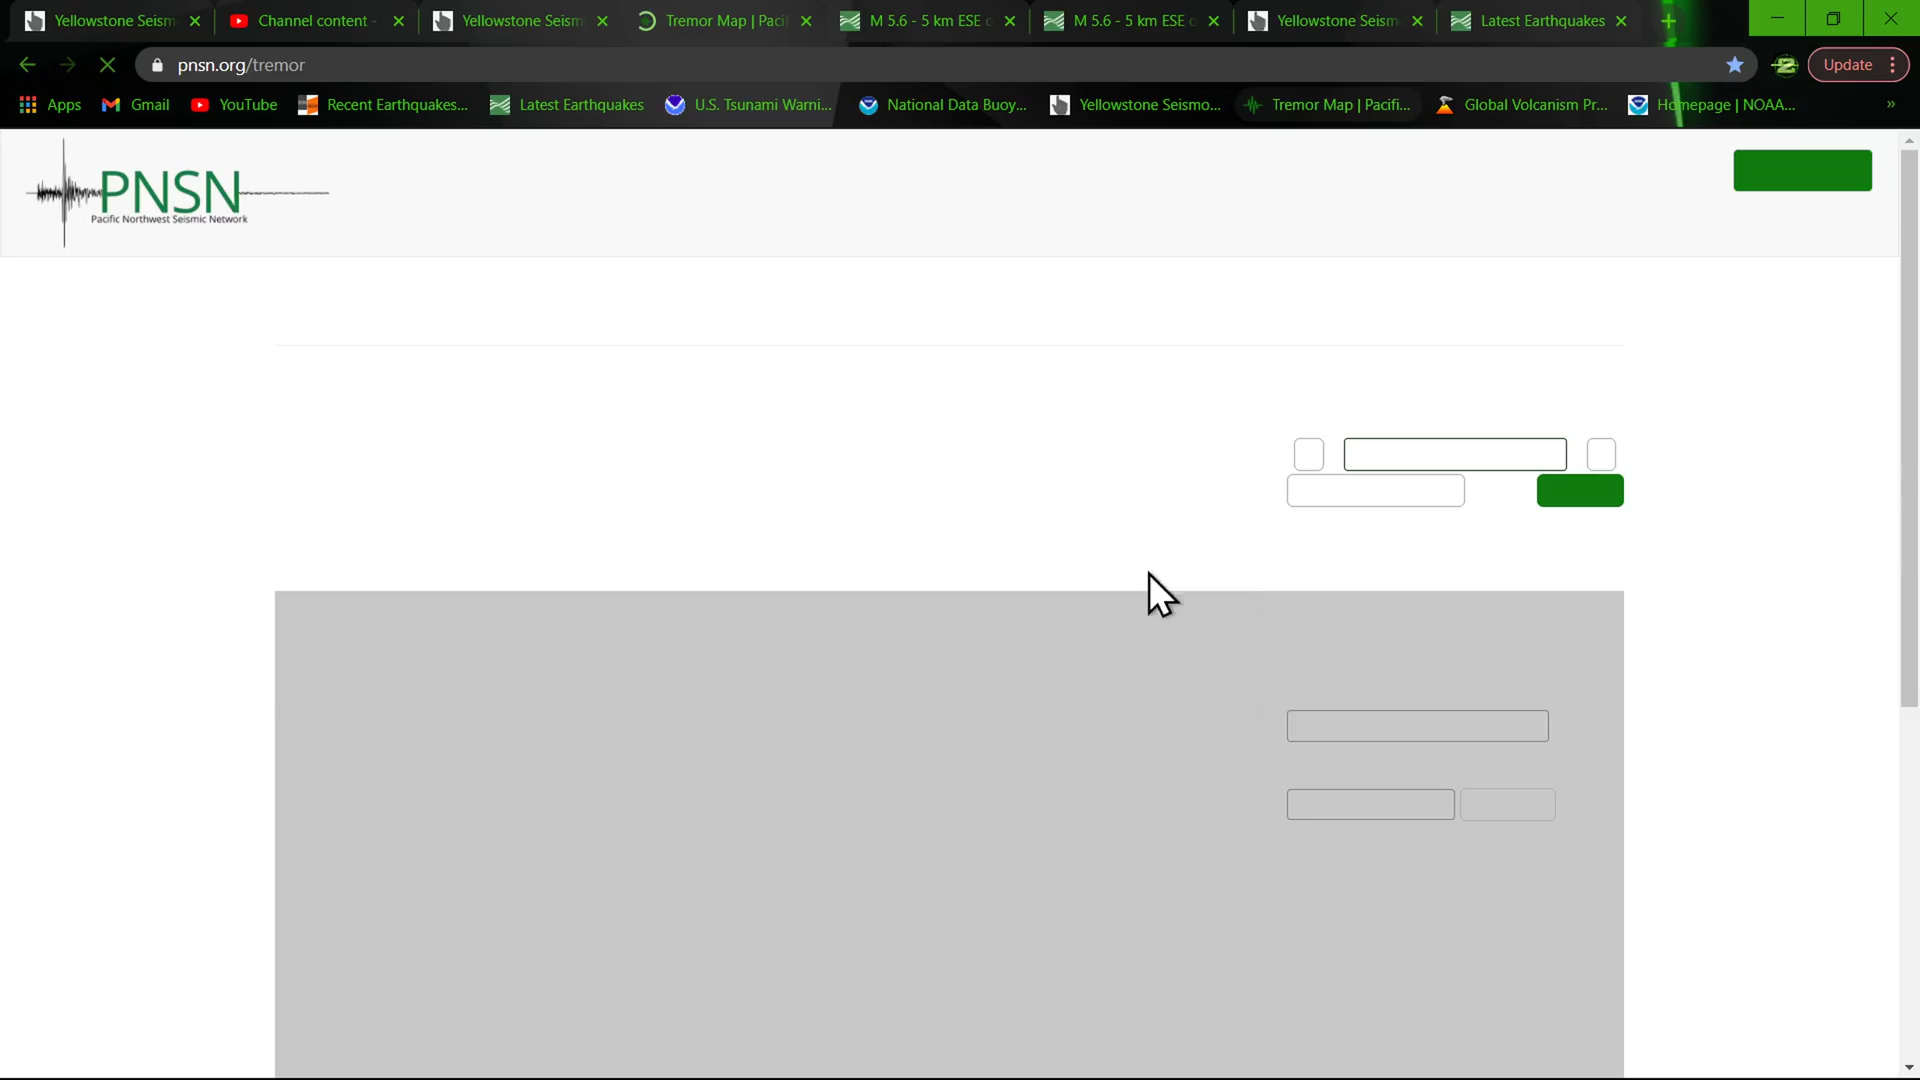 Yellowstone Seism
Channel content -
Yellowstone Seism
Tremor Map | Pacif
M 5.6 - 5 km ESE o
M 5.6 - 5 km ESE o
Yellowstone Seism
Latest Earthquakes
pnsn.org/tremor
Update
Apps
Gmail
YouTube
Recent Earthquakes...
Latest Earthquakes
U.S. Tsunami Warni...
National Data Buoy...
Yellowstone Seismo...
Tremor Map | Pacifi...
Global Volcanism Pr...
Homepage | NOAA...
»
PNSN
Pacific Northwest Seismic Network